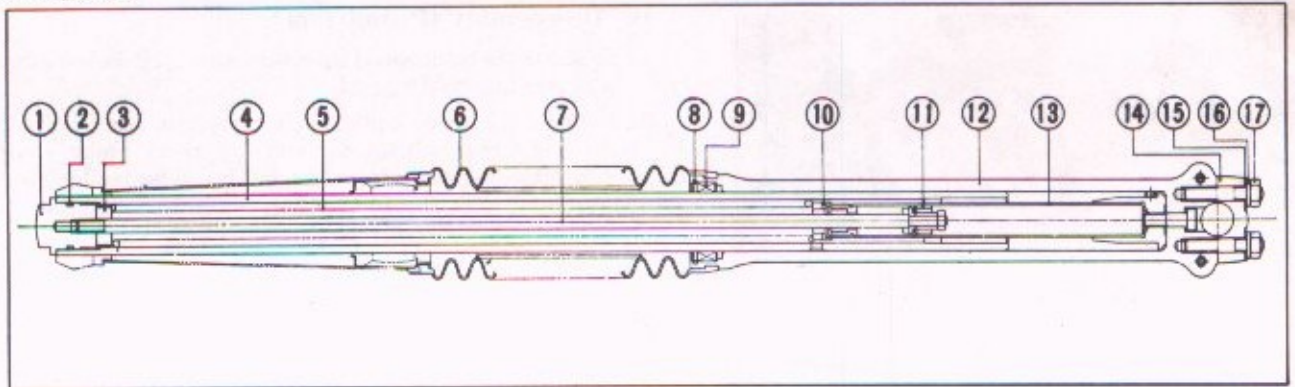 ① ② ③ ④ ⑤ ⑥ ⑦ ⑧ ⑨ ⑩ ⑪ ⑫ ⑬ ⑭ ⑮ ⑯ ⑰